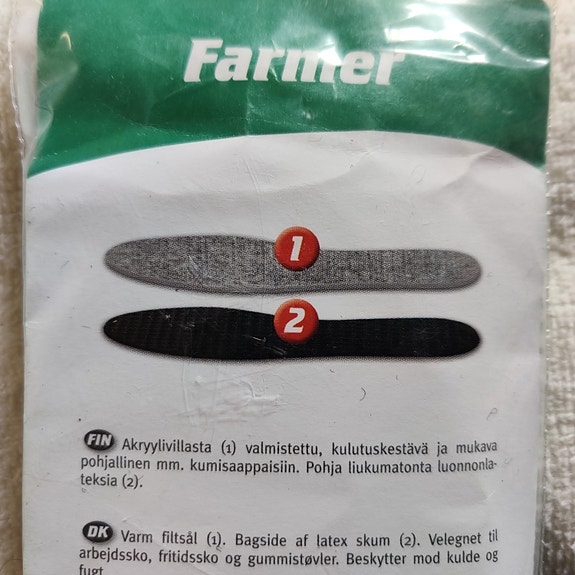 Farmer
1
2
FIN Akryylivillasta (1) valmistettu, kulutuskestävä ja mukava
pohjallinen mm. kumisaappaisiin. Pohja liukumatonta luonnonla-
teksia (2).
DK Varm filtsål (1). Bagside af latex skum (2). Velegnet til
arbejdssko, fritidssko og gummistøvler. Beskytter mod kulde og
fugt